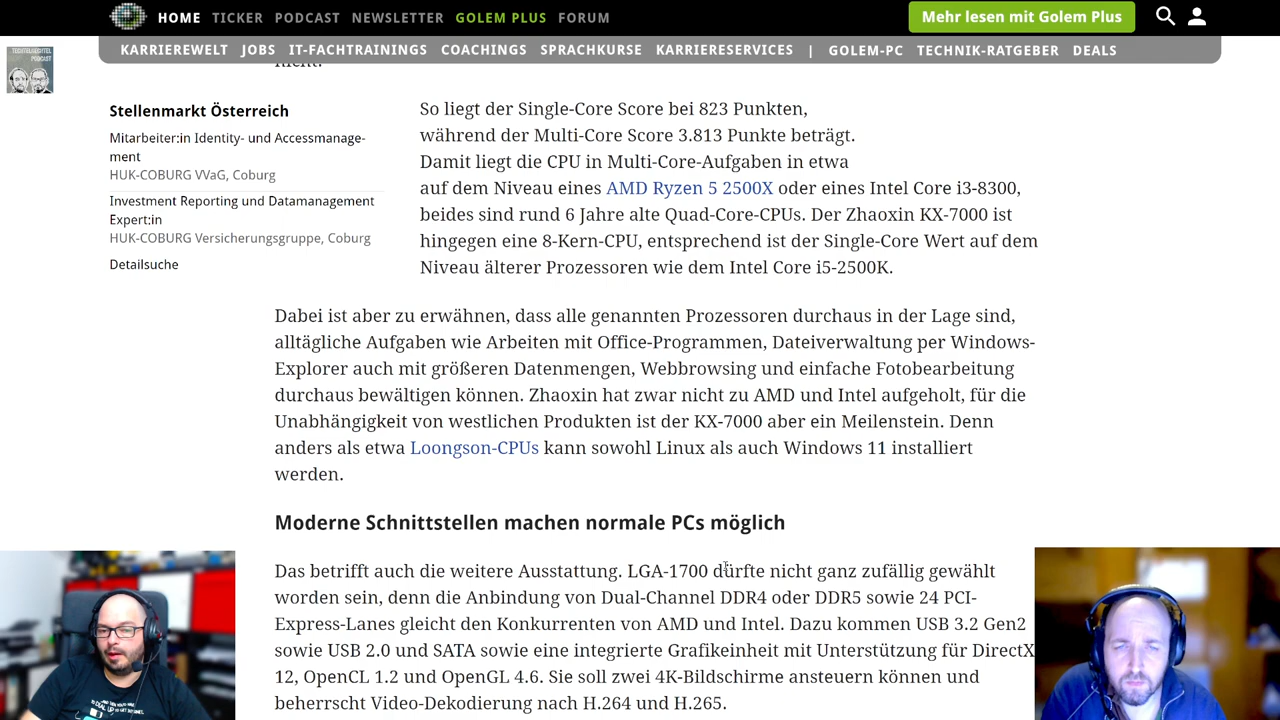 HOME TICKER PODCAST NEWSLETTER GOLEM PLUS FORUM
Mehr lesen mit Golem Plus
KARRIEREWELT JOBS IT-FACHTRAININGS COACHINGS SPRACHKURSE KARRIERESERVICES | GOLEM-PC TECHNIK-RATGEBER DEALS
nicht.
Stellenmarkt Österreich
Mitarbeiter:in Identity- und Accessmanage-
ment
HUK-COBURG VVaG, Coburg
Investment Reporting und Datamanagement
Expert:in
HUK-COBURG Versicherungsgruppe, Coburg
Detailsuche
So liegt der Single-Core Score bei 823 Punkten,
während der Multi-Core Score 3.813 Punkte beträgt.
Damit liegt die CPU in Multi-Core-Aufgaben in etwa
auf dem Niveau eines AMD Ryzen 5 2500X oder eines Intel Core i3-8300,
beides sind rund 6 Jahre alte Quad-Core-CPUs. Der Zhaoxin KX-7000 ist
hingegen eine 8-Kern-CPU, entsprechend ist der Single-Core Wert auf dem
Niveau älterer Prozessoren wie dem Intel Core i5-2500K.
Dabei ist aber zu erwähnen, dass alle genannten Prozessoren durchaus in der Lage sind,
alltägliche Aufgaben wie Arbeiten mit Office-Programmen, Dateiverwaltung per Windows-
Explorer auch mit größeren Datenmengen, Webbrowsing und einfache Fotobearbeitung
durchaus bewältigen können. Zhaoxin hat zwar nicht zu AMD und Intel aufgeholt, für die
Unabhängigkeit von westlichen Produkten ist der KX-7000 aber ein Meilenstein. Denn
anders als etwa Loongson-CPUs kann sowohl Linux als auch Windows 11 installiert
werden.
Moderne Schnittstellen machen normale PCs möglich
Das betrifft auch die weitere Ausstattung. LGA-1700 dürfte nicht ganz zufällig gewählt
worden sein, denn die Anbindung von Dual-Channel DDR4 oder DDR5 sowie 24 PCI-
Express-Lanes gleicht den Konkurrenten von AMD und Intel. Dazu kommen USB 3.2 Gen2
sowie USB 2.0 und SATA sowie eine integrierte Grafikeinheit mit Unterstützung für DirectX
12, OpenCL 1.2 und OpenGL 4.6. Sie soll zwei 4K-Bildschirme ansteuern können und
beherrscht Video-Dekodierung nach H.264 und H.265.